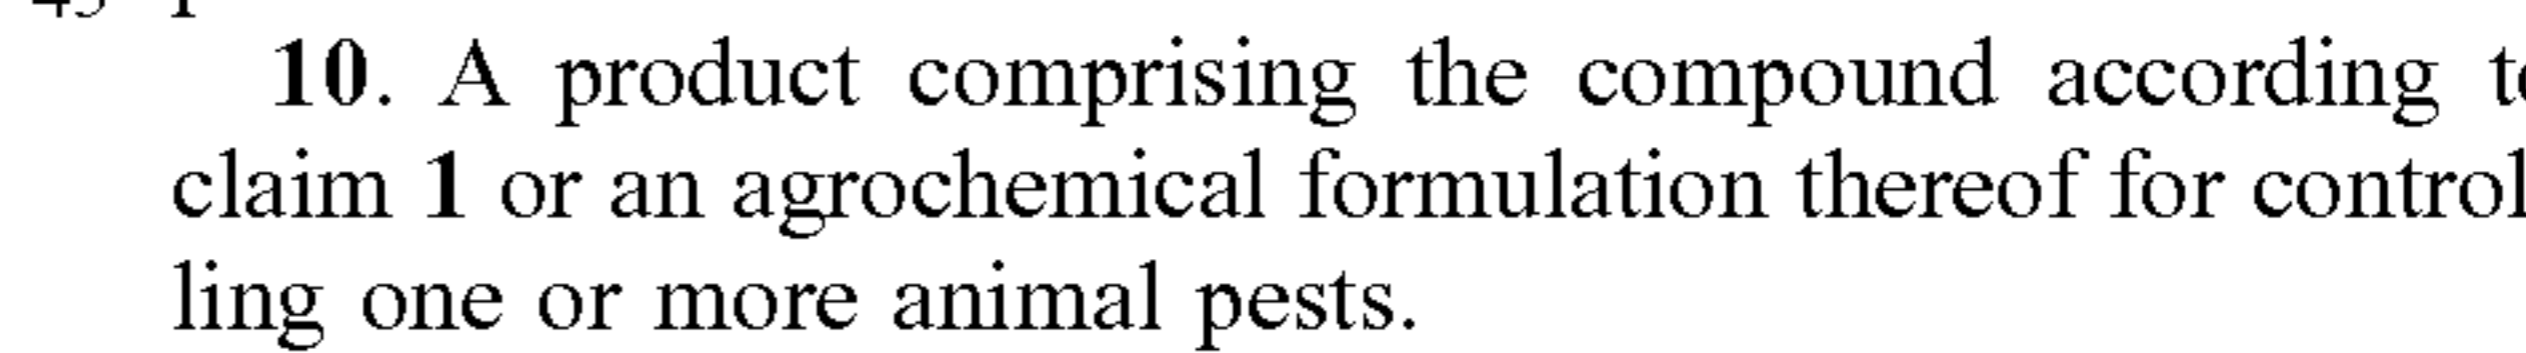 10. A product comprising the compound according to
claim 1 or an agrochemical formulation thereof for control
ling one or more animal pests.